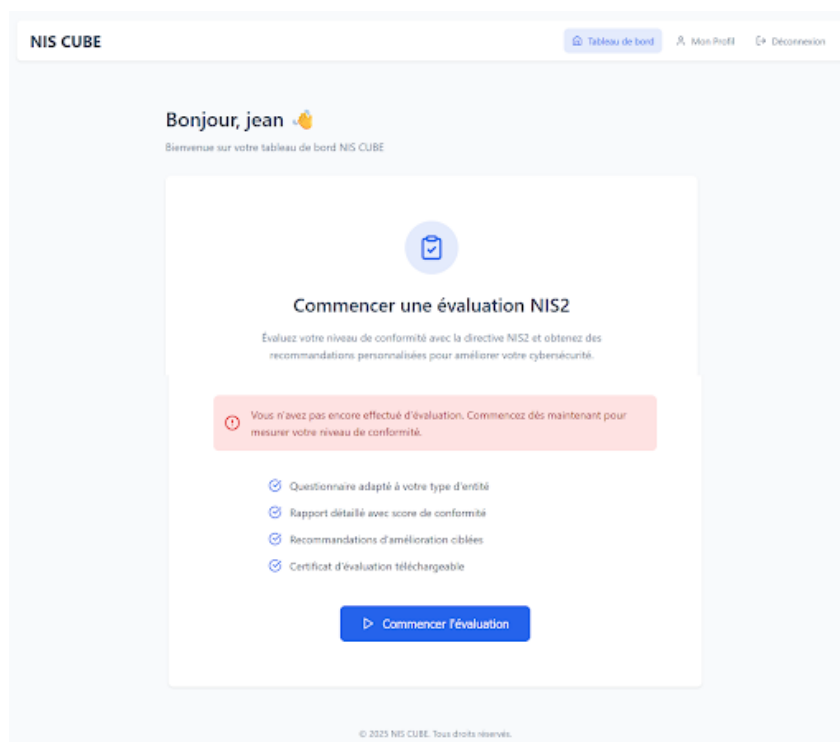 NIS CUBE
Tableau de bord
Mon Profil
Déconnexion
Bonjour, jean
Bienvenue sur votre tableau de bord NIS CUBE
Commencer une évaluation NIS2
Évaluez votre niveau de conformité avec la directive NIS2 et obtenez des
recommandations personnalisées pour améliorer votre cybersécurité.
Vous n'avez pas encore effectué d'évaluation. Commencez dès maintenant pour
mesurer votre niveau de conformité.
Questionnaire adapté à votre type d'entité
Rapport détaillé avec score de conformité
Recommandations d'amélioration ciblées
Certificat d'évaluation téléchargeable
Commencer l'évaluation
© 2025 NIS CUBE. Tous droits réservés.